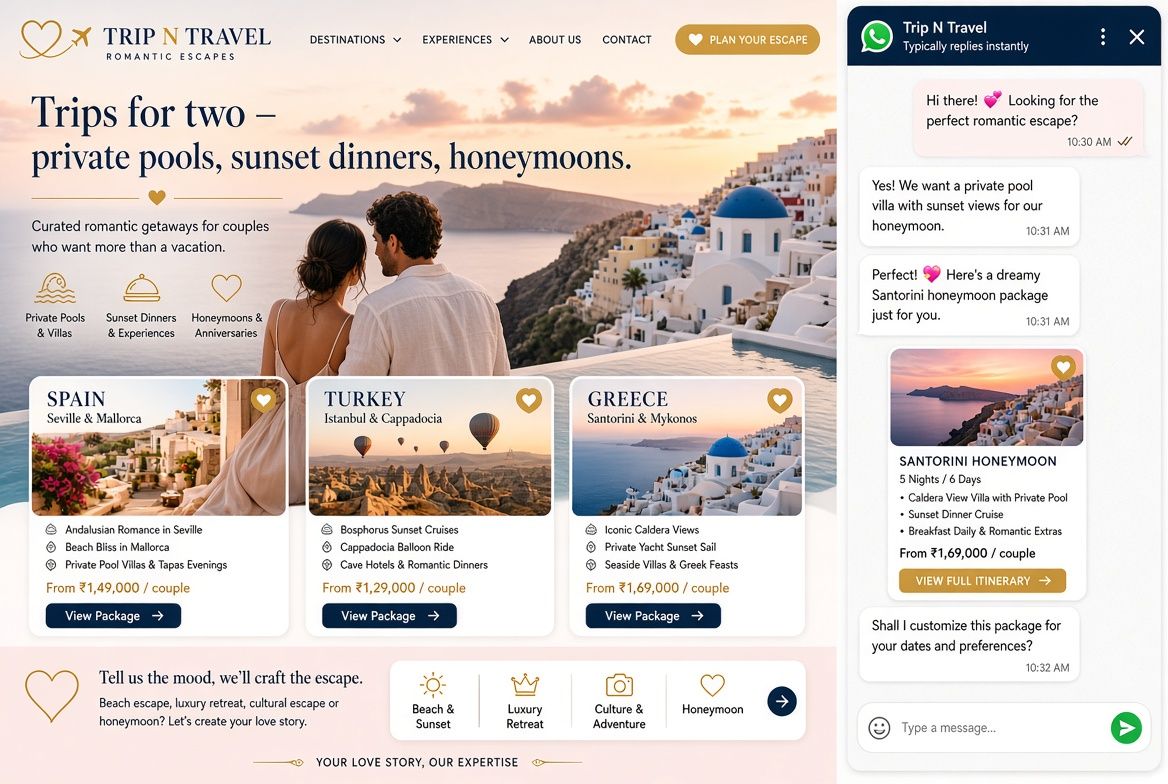 TRIP N TRAVEL
ROMANTIC ESCAPES
DESTINATIONS
EXPERIENCES
ABOUT US
CONTACT
PLAN YOUR ESCAPE
Trips for two –
private pools, sunset dinners, honeymoons.
Curated romantic getaways for couples
who want more than a vacation.
Private Pools
& Villas
Sunset Dinners
& Experiences
Honeymoons &
Anniversaries
SPAIN
Seville & Mallorca
Andalusian Romance in Seville
Beach Bliss in Mallorca
Private Pool Villas & Tapas Evenings
From ₹1,49,000 / couple
View Package →
TURKEY
Istanbul & Cappadocia
Bosphorus Sunset Cruises
Cappadocia Balloon Ride
Cave Hotels & Romantic Dinners
From ₹1,29,000 / couple
View Package →
GREECE
Santorini & Mykonos
Iconic Caldera Views
Private Yacht Sunset Sail
Seaside Villas & Greek Feasts
From ₹1,69,000 / couple
View Package →
Tell us the mood, we'll craft the escape.
Beach escape, luxury retreat, cultural escape or
honeymoon? Let's create your love story.
Beach &
Sunset
Luxury
Retreat
Culture &
Adventure
Honeymoon
YOUR LOVE STORY, OUR EXPERTISE
Trip N Travel
Typically replies instantly
Hi there! 💕 Looking for the
perfect romantic escape?
10:30 AM
Yes! We want a private pool
villa with sunset views for our
honeymoon.
10:31 AM
Perfect! 💖 Here's a dreamy
Santorini honeymoon package
just for you.
10:31 AM
SANTORINI HONEYMOON
5 Nights / 6 Days
• Caldera View Villa with Private Pool
• Sunset Dinner Cruise
• Breakfast Daily & Romantic Extras
From ₹1,69,000 / couple
VIEW FULL ITINERARY →
Shall I customize this package for
your dates and preferences?
10:32 AM
Type a message...